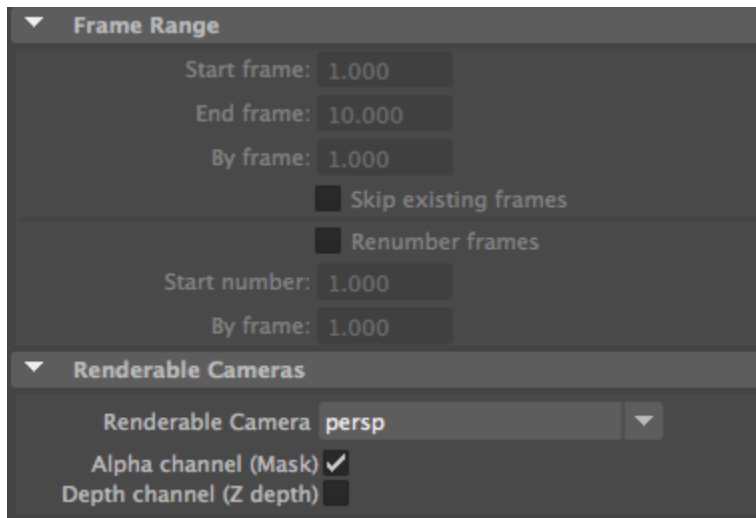 Frame Range
Start frame: 1.000
End frame: 10.000
By frame: 1.000
Skip existing frames
Renumber frames
Start number: 1.000
By frame: 1.000
Renderable Cameras
Renderable Camera persp
Alpha channel (Mask)
Depth channel (Z depth)